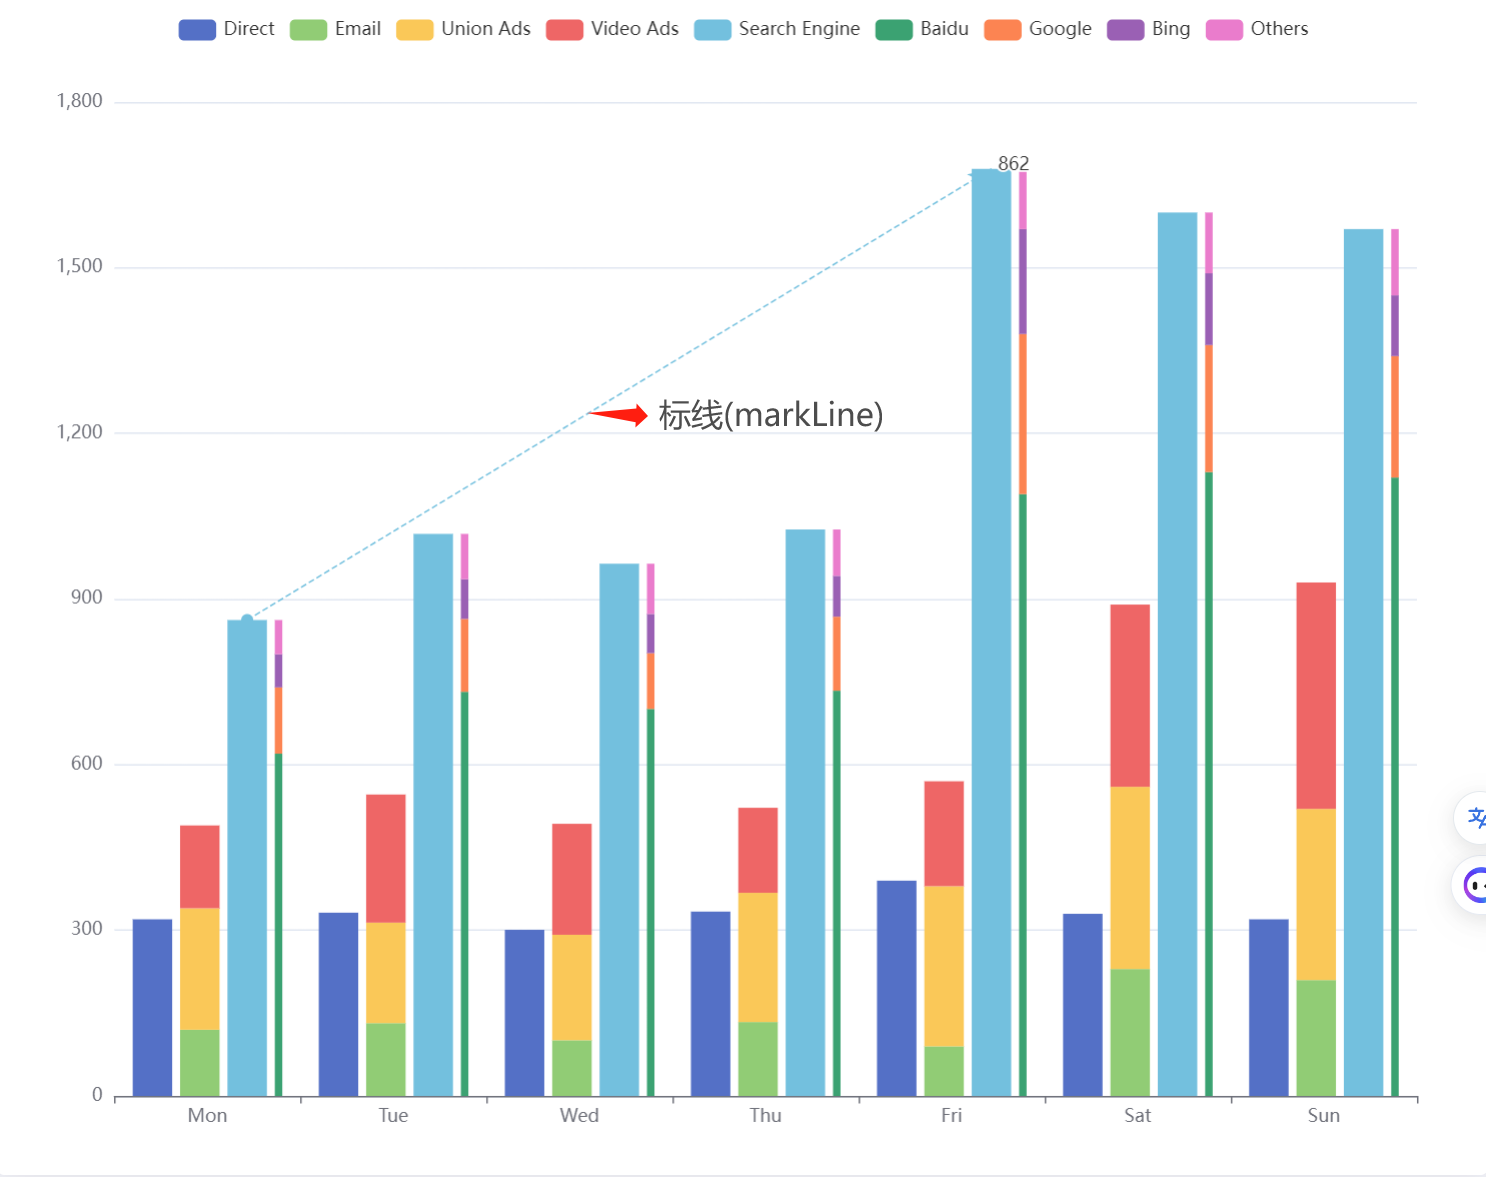 Direct Email Union Ads Video Ads Search Engine Baidu Google Bing Others
1,800
862
1,500
标线(markLine)
1,200
900
600
300
0
Mon Tue Wed Thu Fri Sat Sun
文